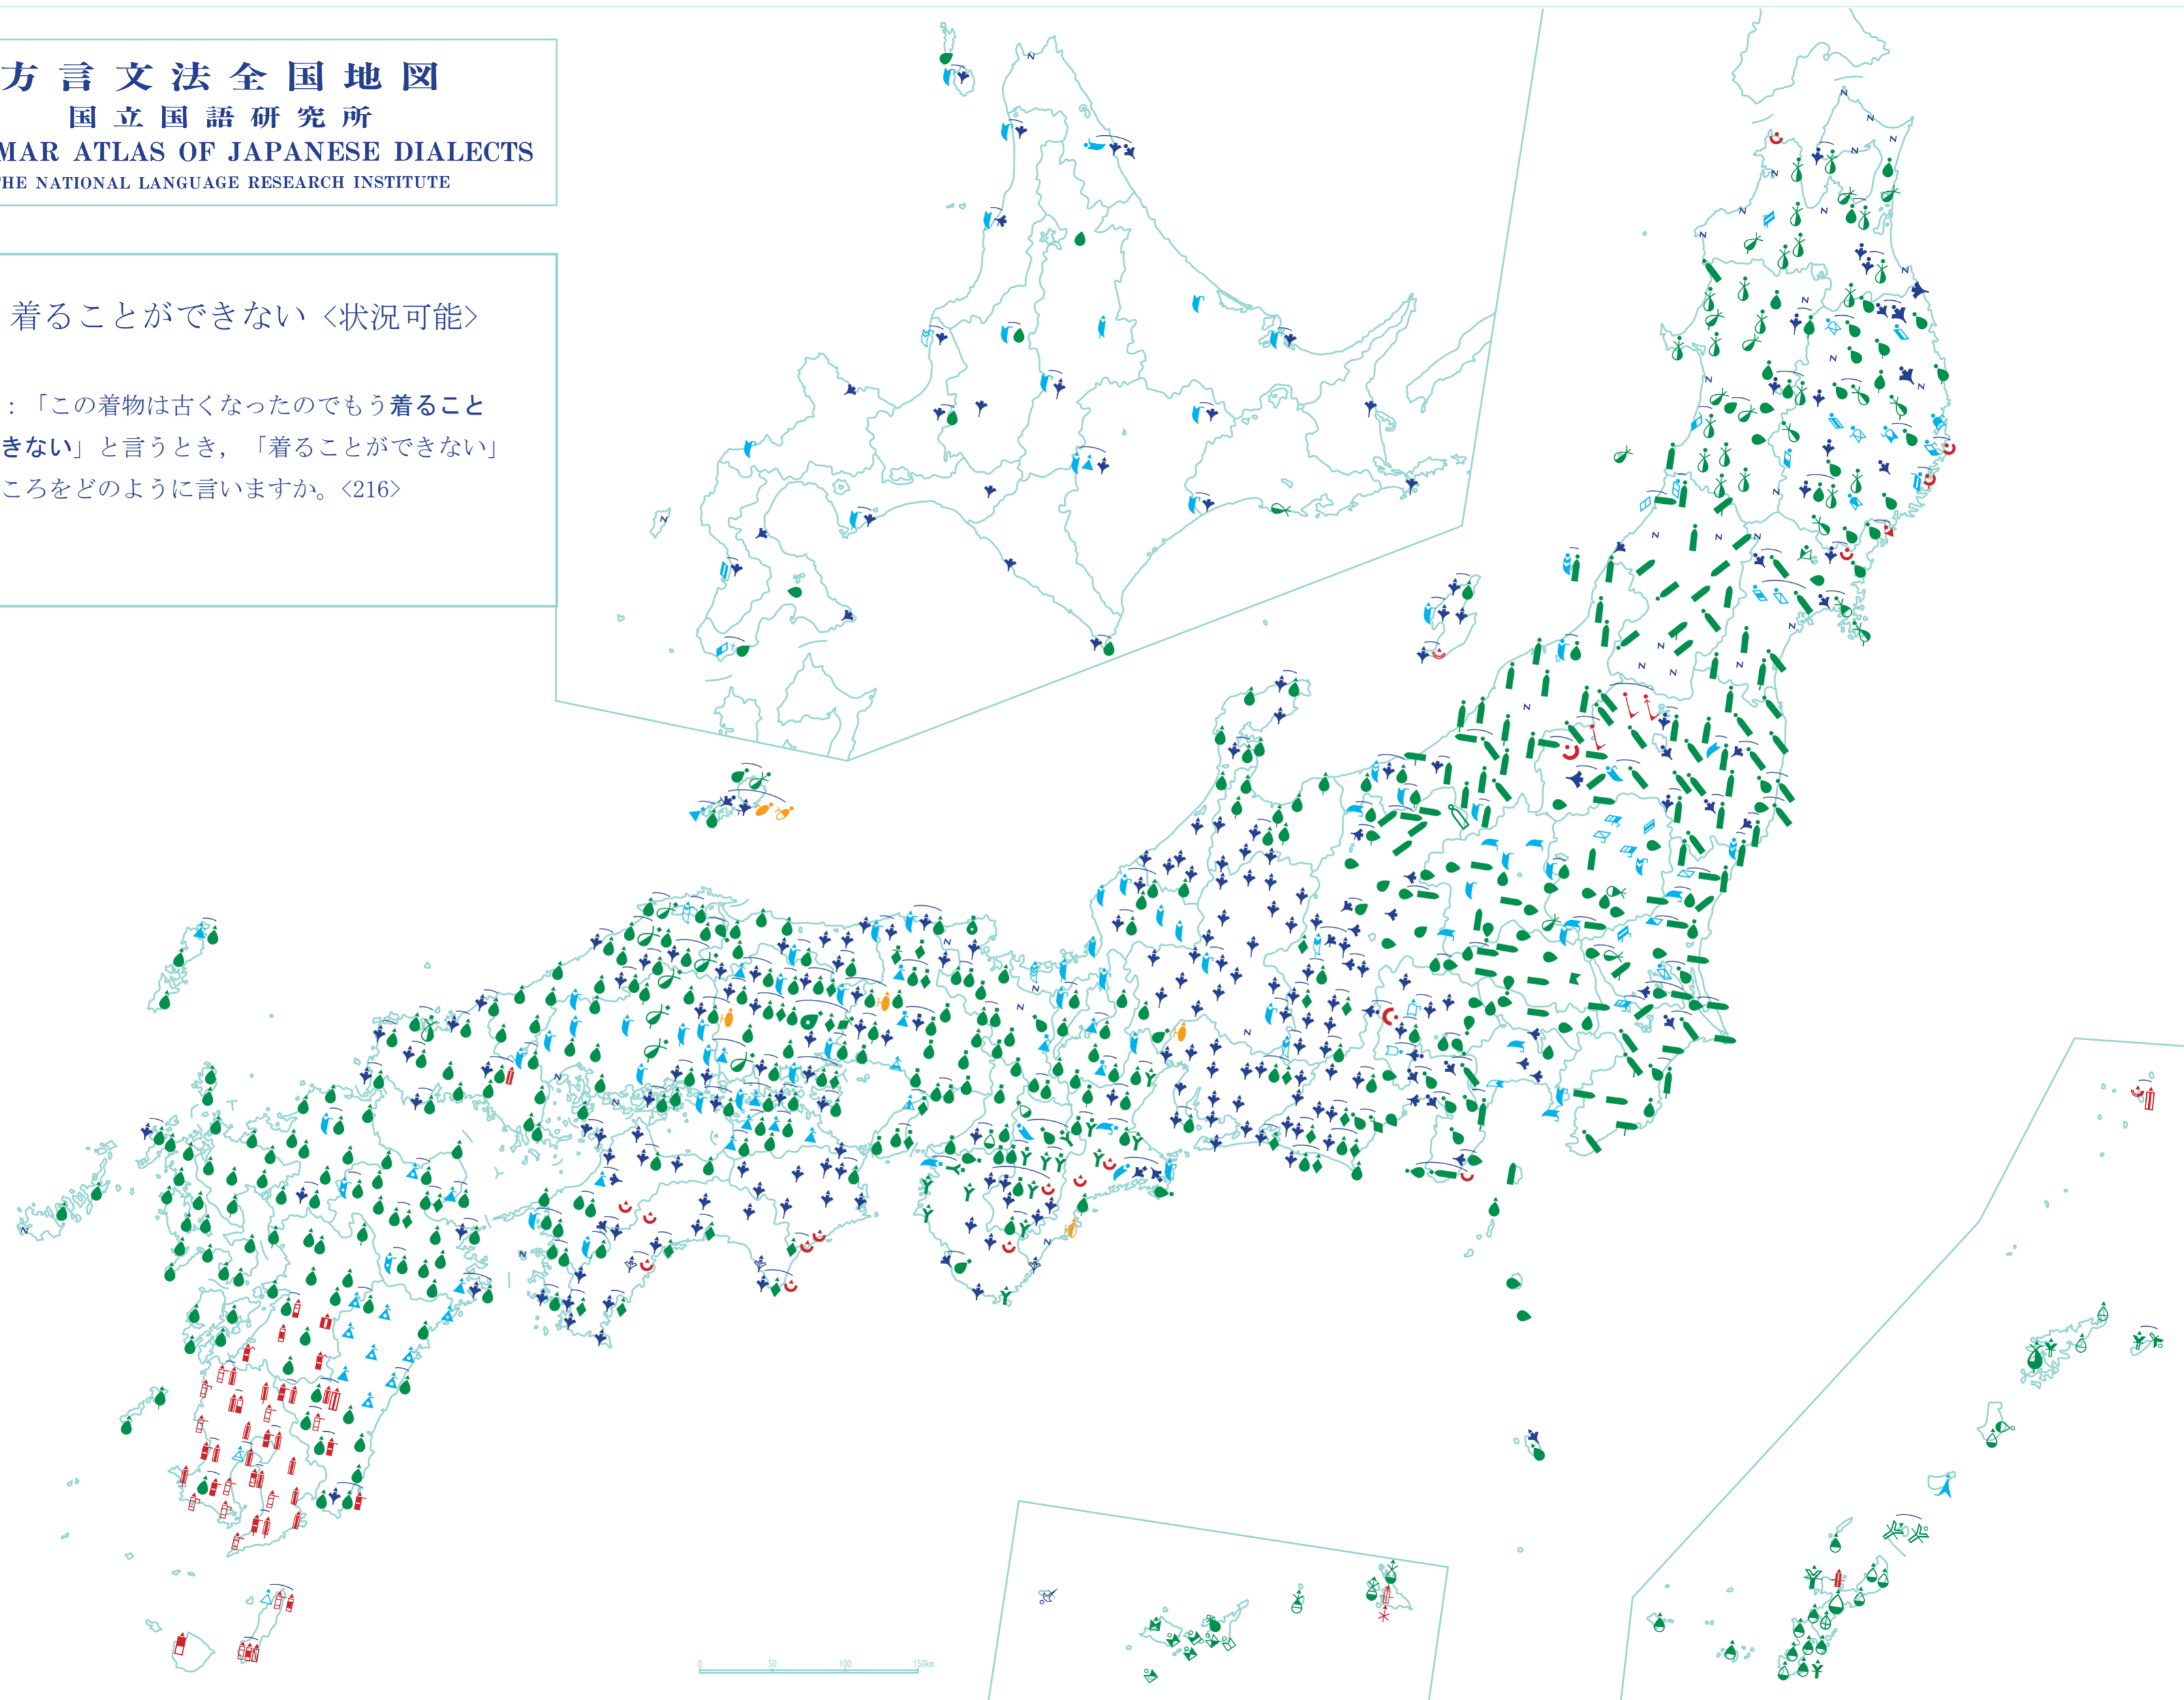 方言文法全国地図
国立国語研究所
MAR ATLAS OF JAPANESE DIALECTS
HE NATIONAL LANGUAGE RESEARCH INSTITUTE
着ることができない〈状況可能〉
:「この着物は古くなったのでもう着ること
きない」と言うとき,「着ることができない」
ころをどのように言いますか。〈216〉
0 50 100 150km